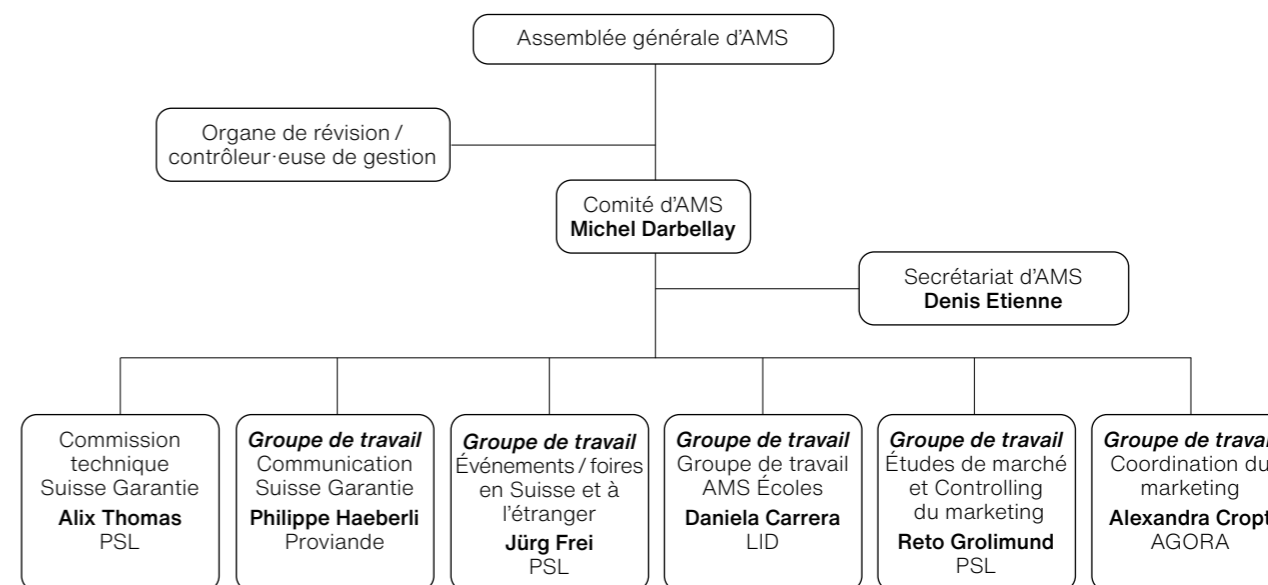 Assemblée générale d'AMS
Organe de révision /
contrôleur·euse de gestion
Comité d'AMS
Michel Darbellay
Secrétariat d'AMS
Denis Etienne
Commission
technique
Suisse Garantie
Alix Thomas
PSL
Groupe de travail
Communication
Suisse Garantie
Philippe Haeberli
Proviande
Groupe de travail
Événements / foires
en Suisse et à
l'étranger
Jürg Frei
PSL
Groupe de travail
Groupe de travail
AMS Écoles
Daniela Carrera
LID
Groupe de travail
Études de marché
et Controlling
du marketing
Reto Grolimund
PSL
Groupe de travail
Coordination du
marketing
Alexandra Cropt
AGORA